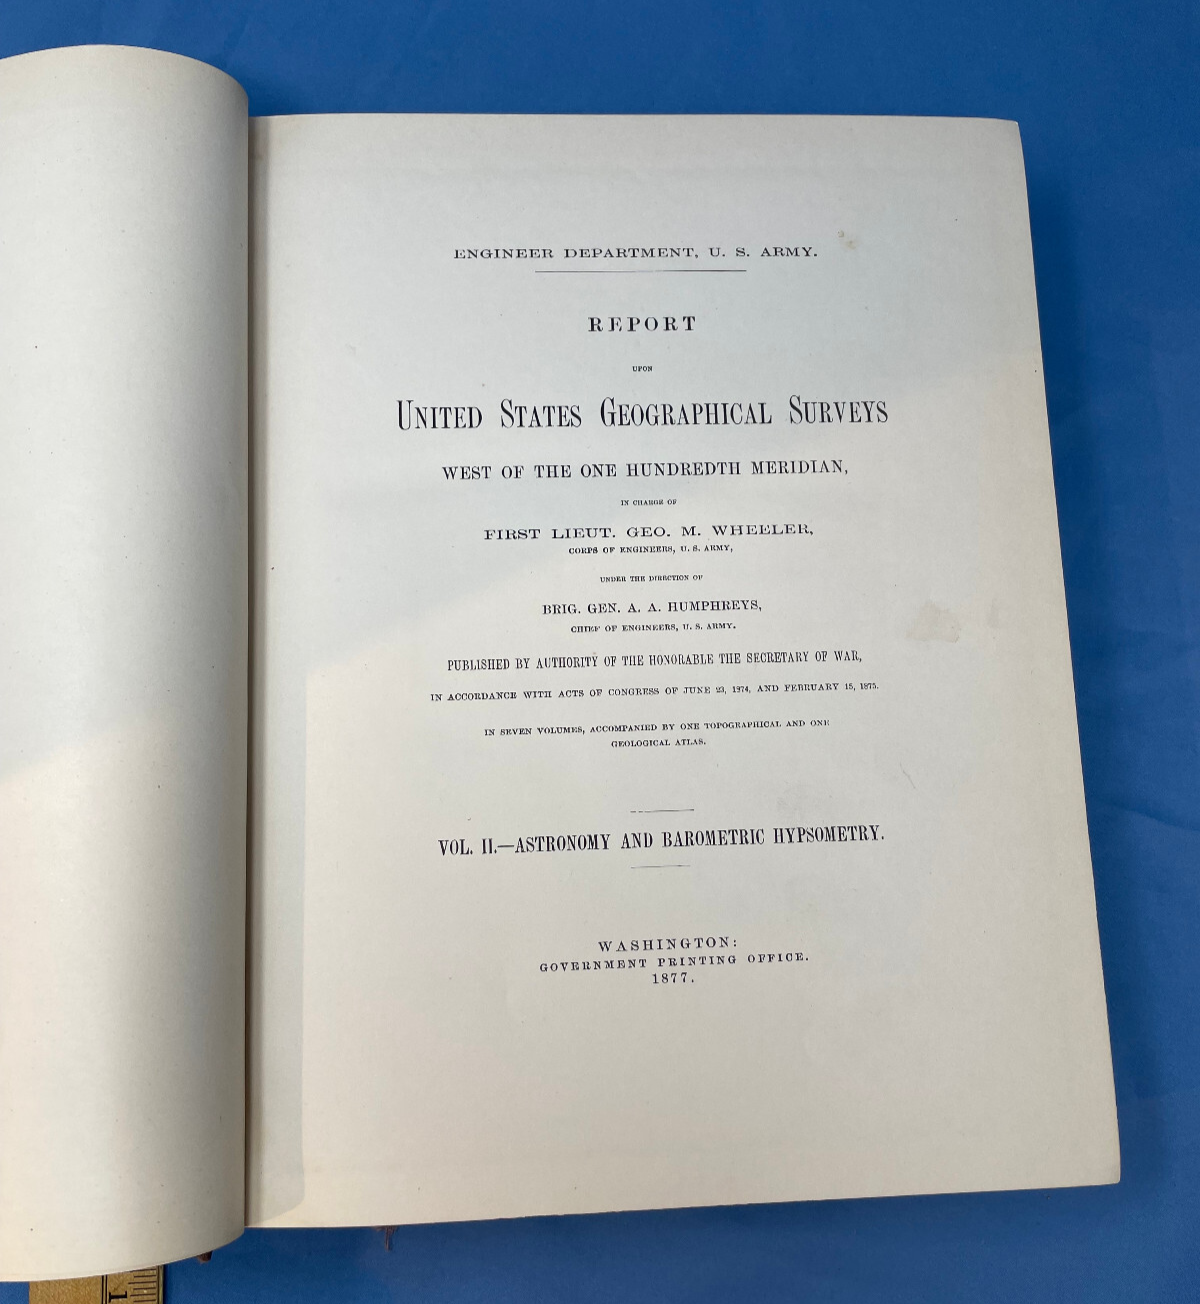 ENGINEER DEPARTMENT, U. S. ARMY.
REPORT
UPON
UNITED STATES GEOGRAPHICAL SURVEYS
WEST OF THE ONE HUNDREDTH MERIDIAN,
IN CHARGE OF
FIRST LIEUT. GEO. M. WHEELER,
CORPS OF ENGINEERS, U. S. ARMY,
UNDER THE DIRECTION OF
BRIG. GEN. A. A. HUMPHREYS,
CHIEF OF ENGINEERS, U. S. ARMY.
PUBLISHED BY AUTHORITY OF THE HONORABLE THE SECRETARY OF WAR,
IN ACCORDANCE WITH ACTS OF CONGRESS OF JUNE 23, 1874, AND FEBRUARY 15, 1875.
IN SEVEN VOLUMES, ACCOMPANIED BY ONE TOPOGRAPHICAL AND ONE
GEOLOGICAL ATLAS.
VOL. II.—ASTRONOMY AND BAROMETRIC HYPSOMETRY.
WASHINGTON:
GOVERNMENT PRINTING OFFICE.
1877.
1